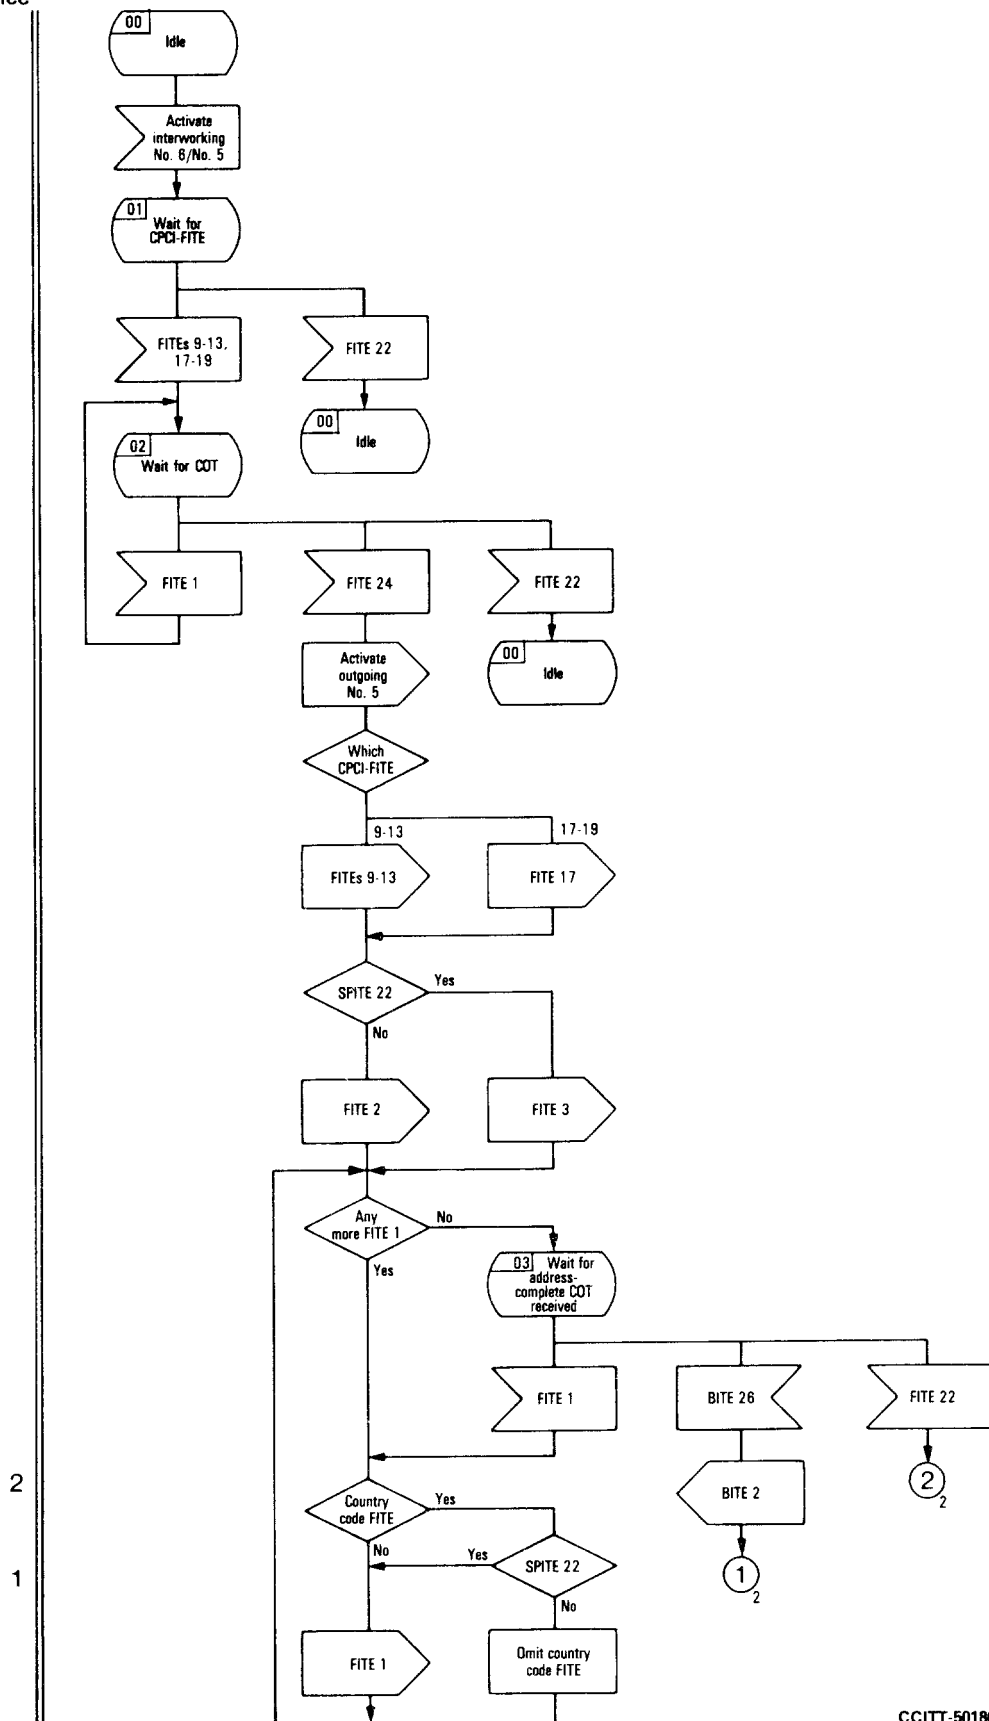 00
Idle
Activate
interworking
No. 6/No. 5
01
Wait for
CPCI-FITE
FITEs 9-13,
17-19
FITE 22
00
Idle
02
Wait for COT
FITE 1
FITE 24
FITE 22
Activate
outgoing
No. 5
00
Idle
Which
CPCI-FITE
9-13
17-19
FITEs 9-13
FITE 17
SPITE 22
Yes
No
FITE 2
FITE 3
Any
more FITE 1
No
Yes
03
Wait for
address-
complete COT
received
FITE 1
BITE 26
FITE 22
2
Country
code FITE
Yes
No
BITE 2
2
2
1
Yes
SPITE 22
No
1
2
FITE 1
Omit country
code FITE